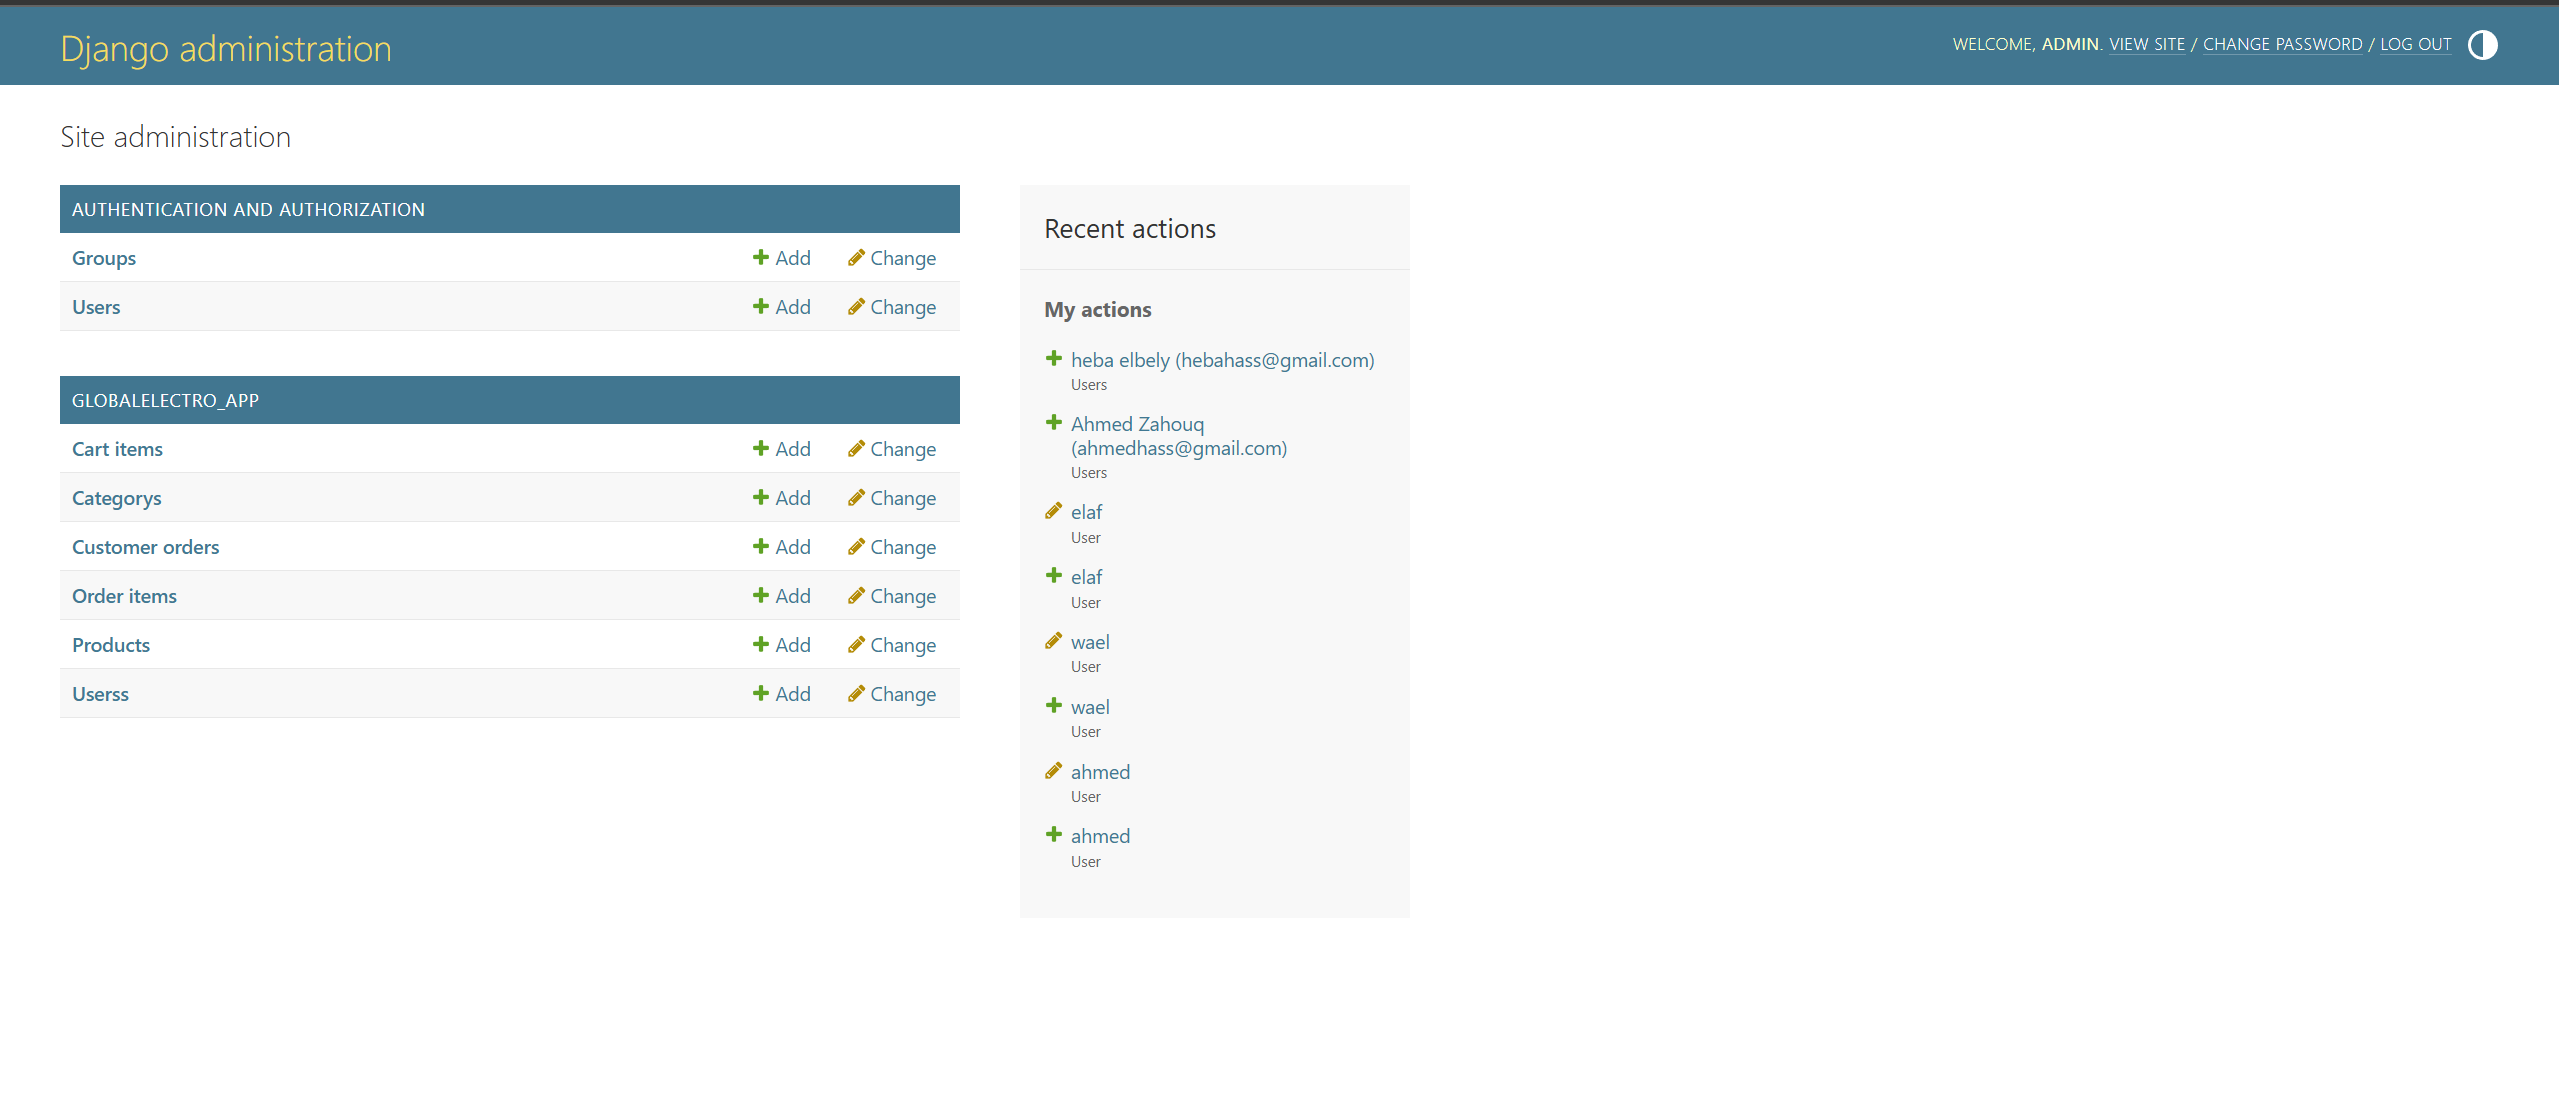 Django administration
WELCOME, ADMIN. VIEW SITE / CHANGE PASSWORD / LOG OUT
Site administration
AUTHENTICATION AND AUTHORIZATION
Groups Add Change
Users Add Change
GLOBALELECTRO_APP
Cart items Add Change
Categorys Add Change
Customer orders Add Change
Order items Add Change
Products Add Change
Userss Add Change
Recent actions
My actions
heba elbely (hebahass@gmail.com)
Users
Ahmed Zahouq
(ahmedhass@gmail.com)
Users
elaf
User
elaf
User
wael
User
wael
User
ahmed
User
ahmed
User